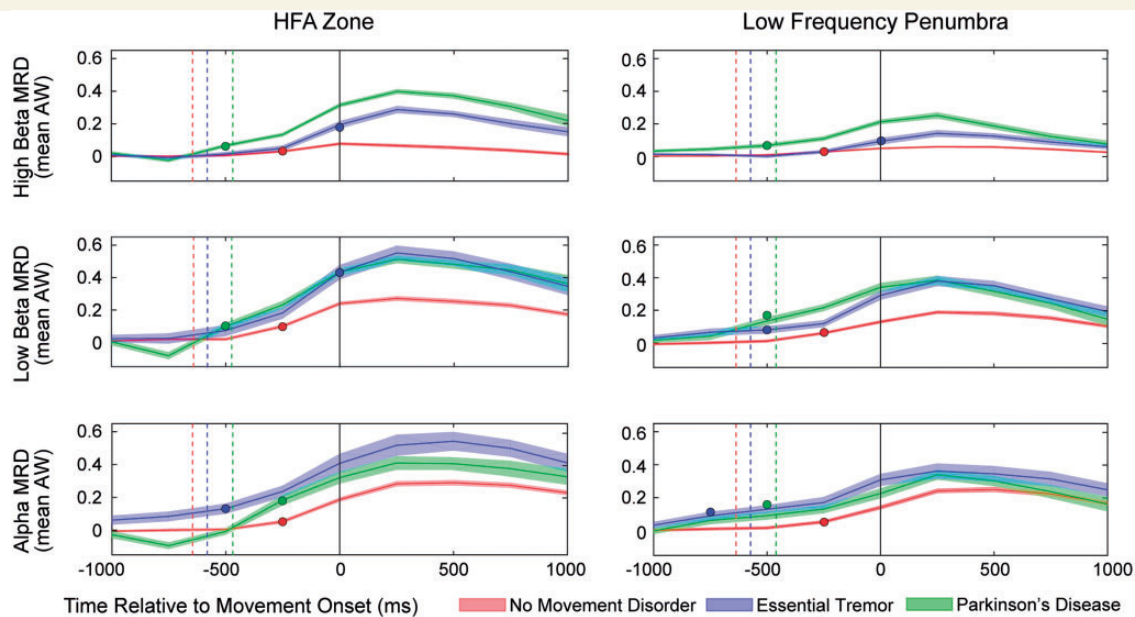 HFA Zone
Low Frequency Penumbra
High Beta MRD
(mean AW)
0.6
0.4
0.2
0
0.6
0.4
0.2
0
Low Beta MRD
(mean AW)
0.6
0.4
0.2
0
0.6
0.4
0.2
0
Alpha MRD
(mean AW)
0.6
0.4
0.2
0
0.6
0.4
0.2
0
-1000 -500 0 500 1000
-1000 -500 0 500 1000
Time Relative to Movement Onset (ms)
No Movement Disorder Essential Tremor Parkinson's Disease